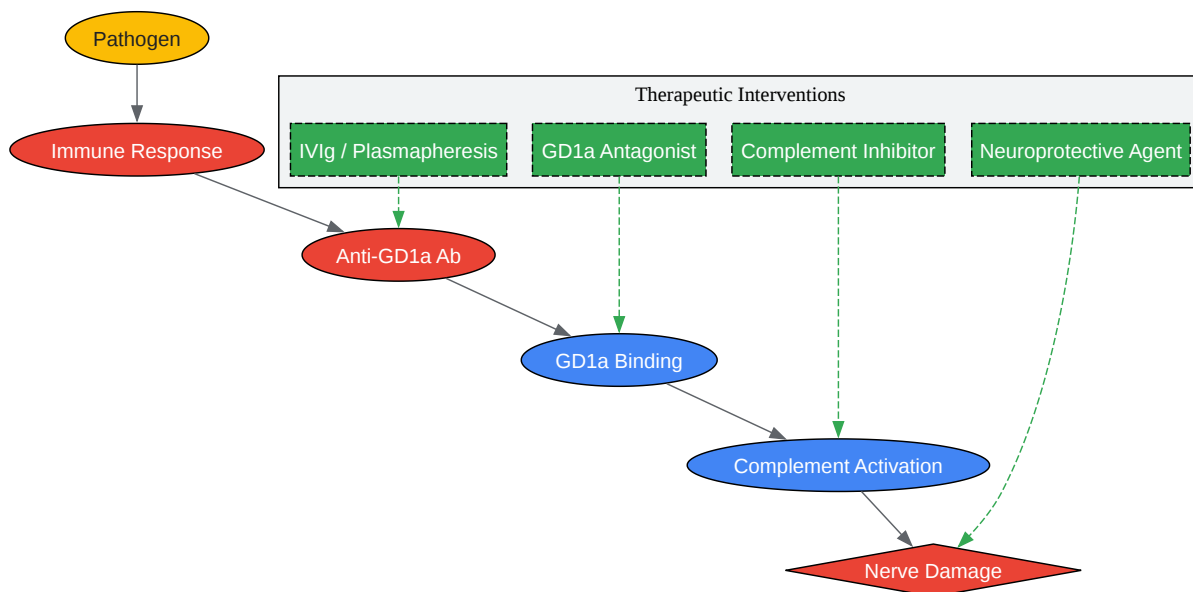 Pathogen
Therapeutic Interventions
Immune Response
IVIg / Plasmapheresis
GD1a Antagonist
Complement Inhibitor
Neuroprotective Agent
Anti-GD1a Ab
GD1a Binding
Complement Activation
Nerve Damage